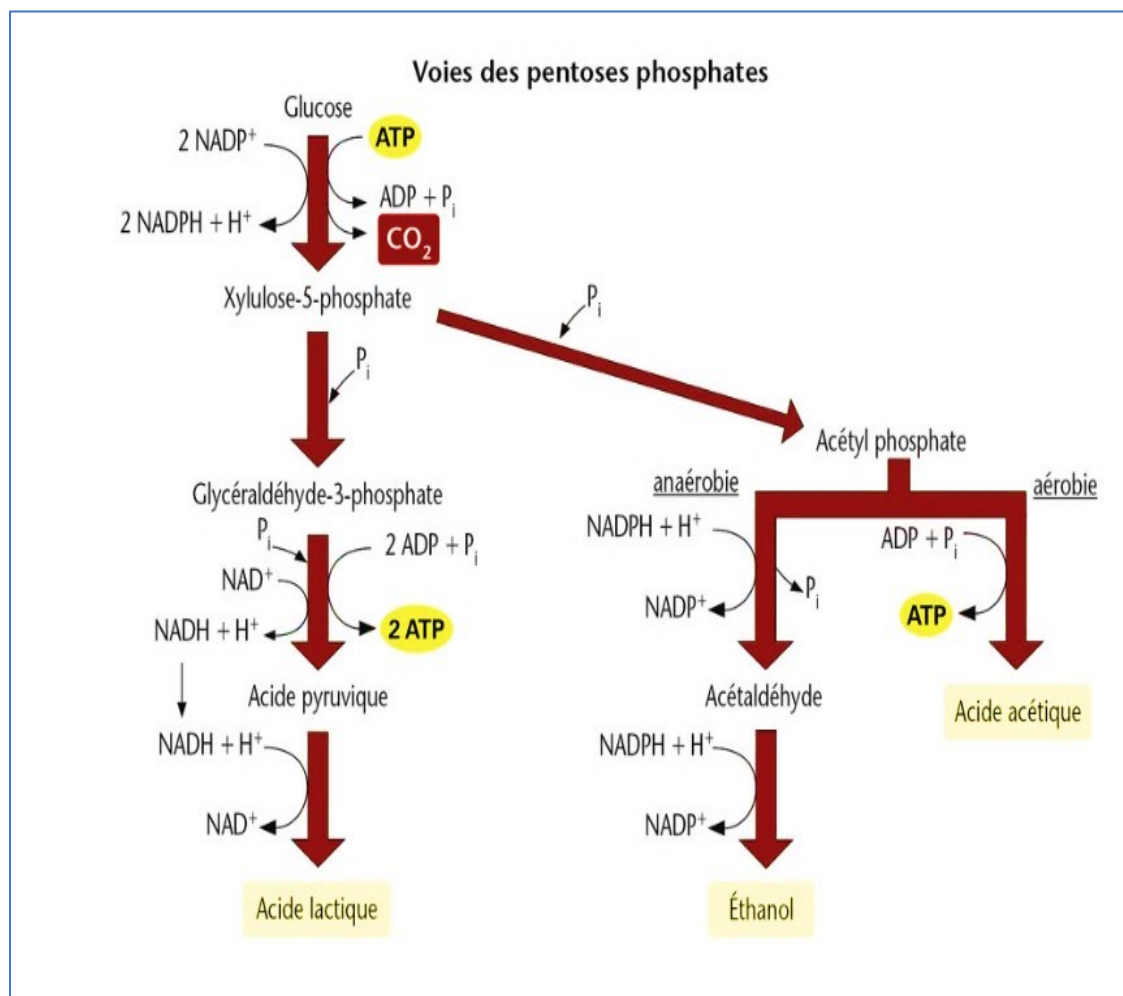 Voies des pentoses phosphates
Glucose
2 NADP⁺
ATP
ADP + Pᵢ
2 NADPH + H⁺
CO₂
Xylulose-5-phosphate
Pᵢ
Pᵢ
Glycéraldéhyde-3-phosphate
Acétyl phosphate
anaérobie
aérobie
Pᵢ
2 ADP + Pᵢ
NAD⁺
NADH + H⁺
2 ATP
NADPH + H⁺
Pᵢ
NADP⁺
ADP + Pᵢ
ATP
Acide pyruvique
Acétaldéhyde
Acide acétique
NADH + H⁺
NAD⁺
NADPH + H⁺
NADP⁺
Acide lactique
Éthanol